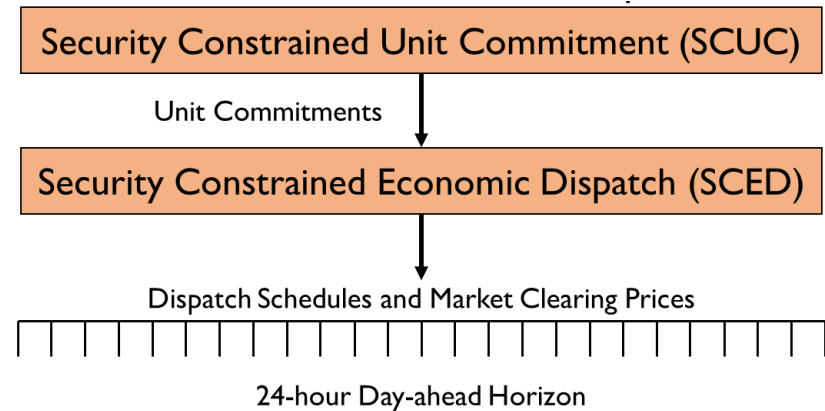 Security Constrained Unit Commitment (SCUC)
Unit Commitments
Security Constrained Economic Dispatch (SCED)
Dispatch Schedules and Market Clearing Prices
24-hour Day-ahead Horizon